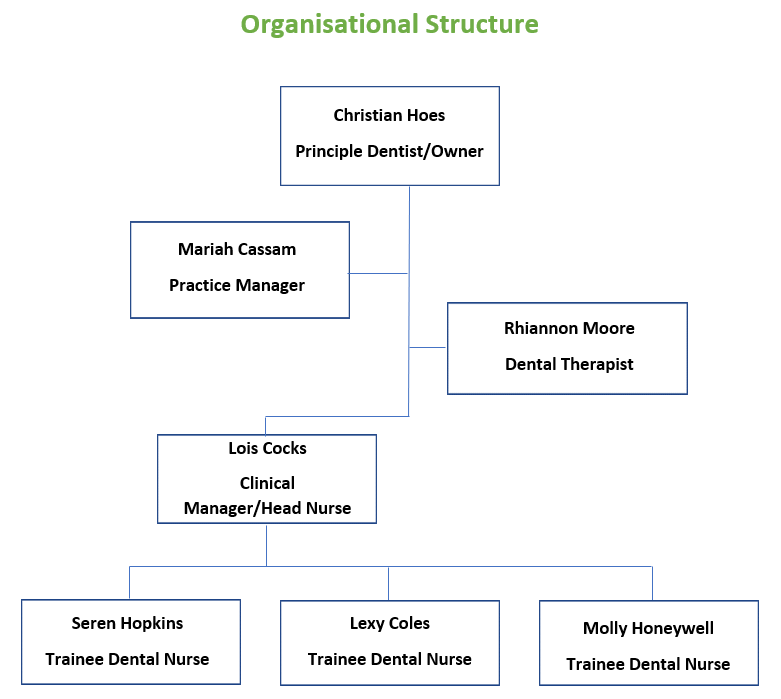 Organisational Structure
Christian Hoes
Principle Dentist/Owner
Mariah Cassam
Practice Manager
Rhiannon Moore
Dental Therapist
Lois Cocks
Clinical
Manager/Head Nurse
Seren Hopkins
Trainee Dental Nurse
Lexy Coles
Trainee Dental Nurse
Molly Honeywell
Trainee Dental Nurse